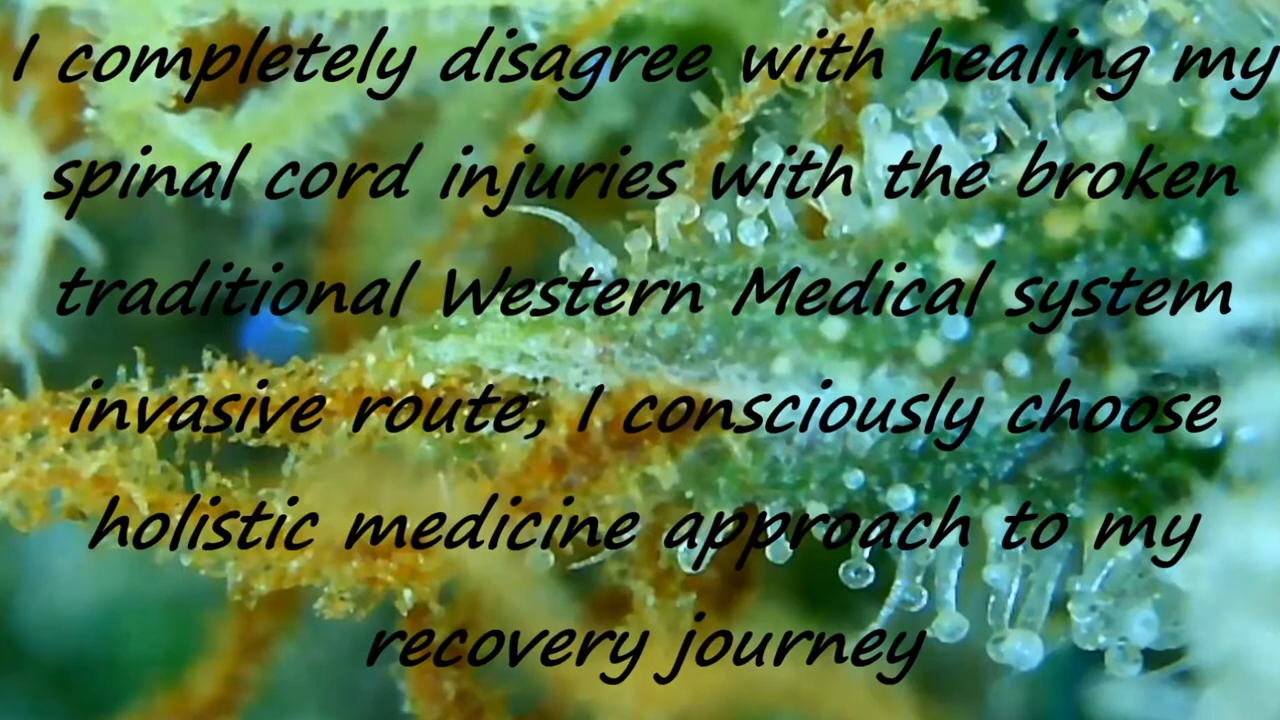 I completely disagree with healing my
spinal cord injuries with the broken
traditional Western Medical system
invasive route, I consciously choose
holistic medicine approach to my
recovery journey